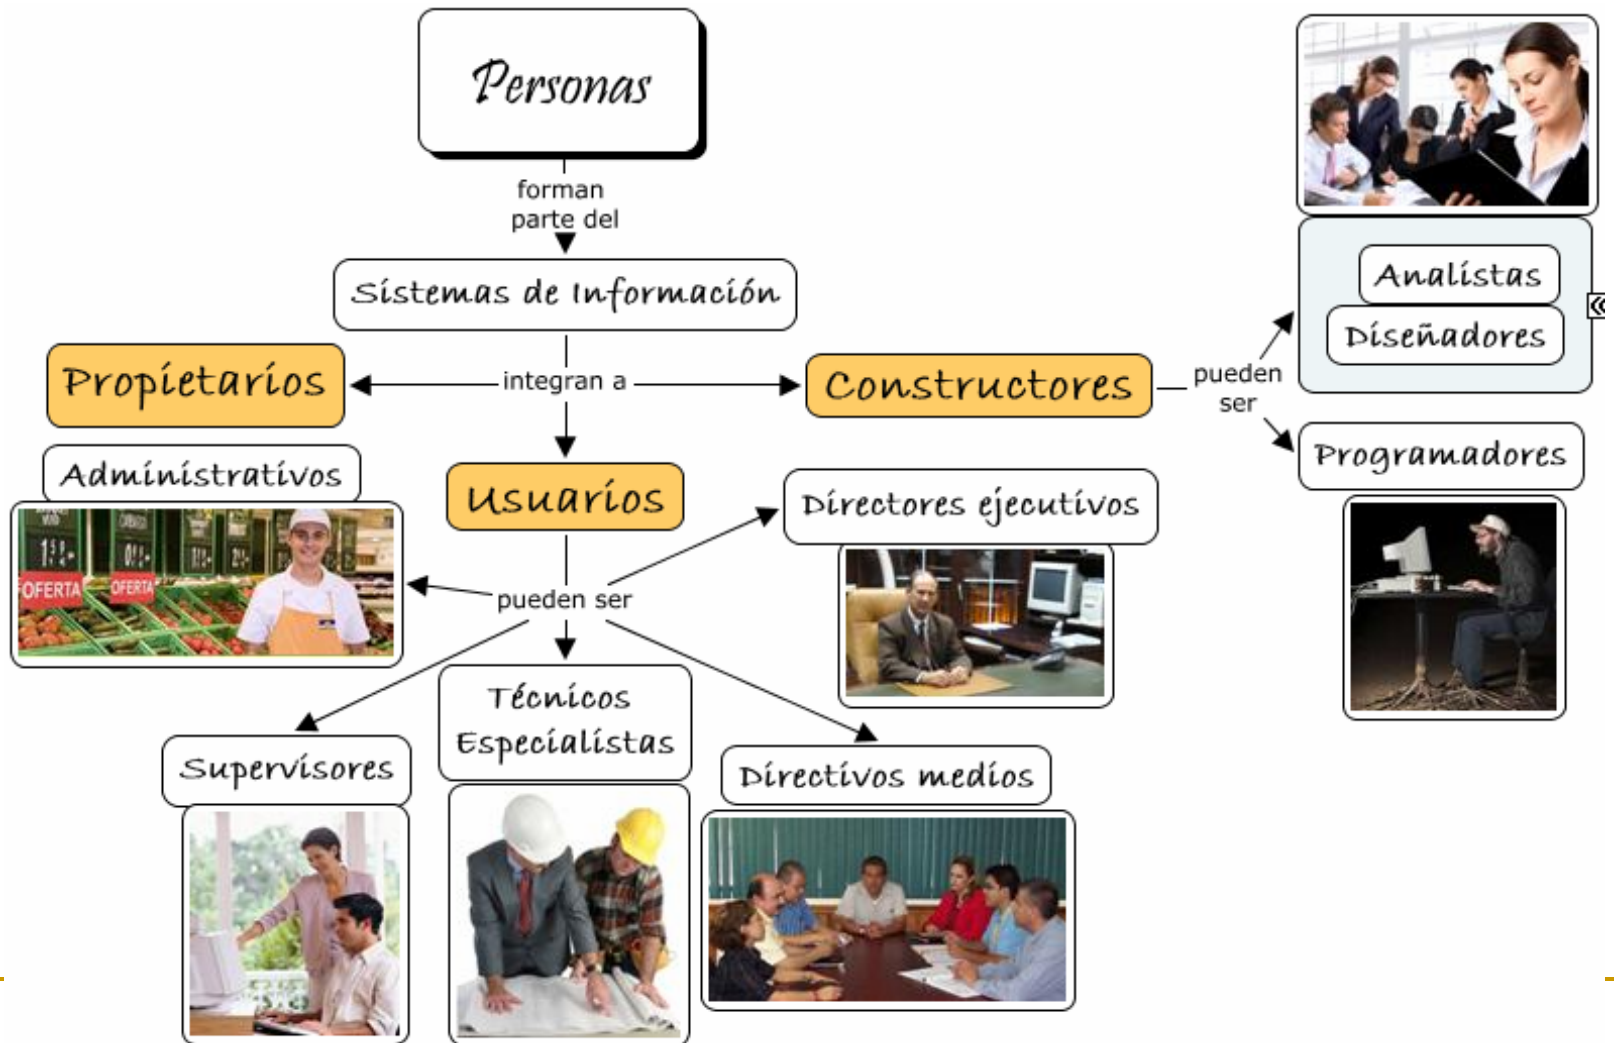 Personas
forman
parte del
Sistemas de Información
Propietarios
integran a
Constructores
pueden
ser
Analistas
Diseñadores
Programadores
Administrativos
Usuarios
Directores ejecutivos
OFERTA
OFERTA
pueden ser
Supervisores
Técnicos
Especialistas
Directivos medios